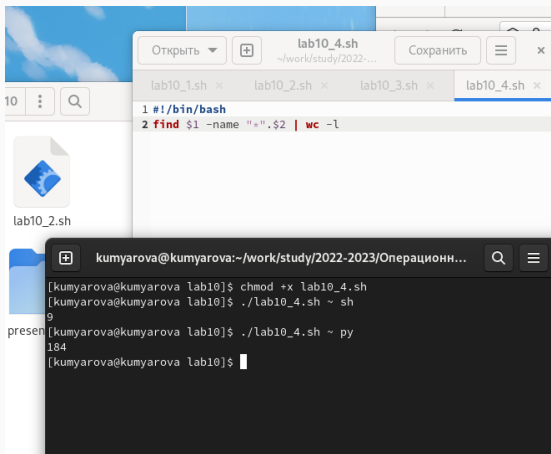 Открыть
lab10_4.sh
~/work/study/2022-...
Сохранить
lab10_1.sh
lab10_2.sh
lab10_3.sh
lab10_4.sh
10
1 #!/bin/bash
2 find $1 -name "*".$2 | wc -l
lab10_2.sh
presen
kumyarova@kumyarova:~/work/study/2022-2023/Операционн...
[kumyarova@kumyarova lab10]$ chmod +x lab10_4.sh
[kumyarova@kumyarova lab10]$ ./lab10_4.sh ~ sh
9
[kumyarova@kumyarova lab10]$ ./lab10_4.sh ~ py
184
[kumyarova@kumyarova lab10]$